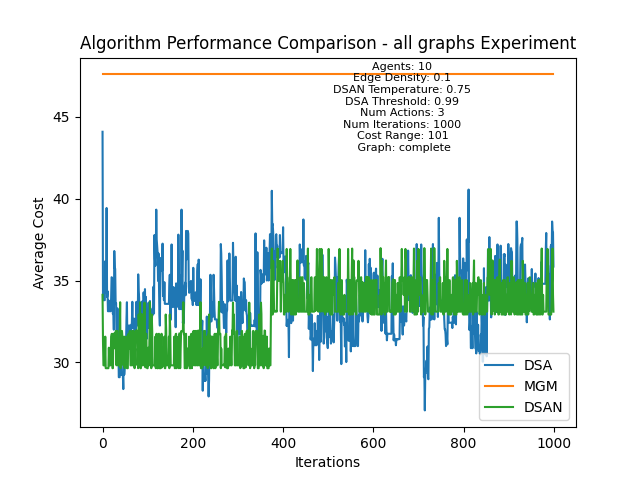 Algorithm Performance Comparison - all graphs Experiment
Agents: 10
Edge Density: 0.1
DSAN Temperature: 0.75
DSA Threshold: 0.99
Num Actions: 3
Num Iterations: 1000
Cost Range: 101
Graph: complete
Average Cost
45
40
35
30
0
200
400
600
800
1000
Iterations
DSA
MGM
DSAN